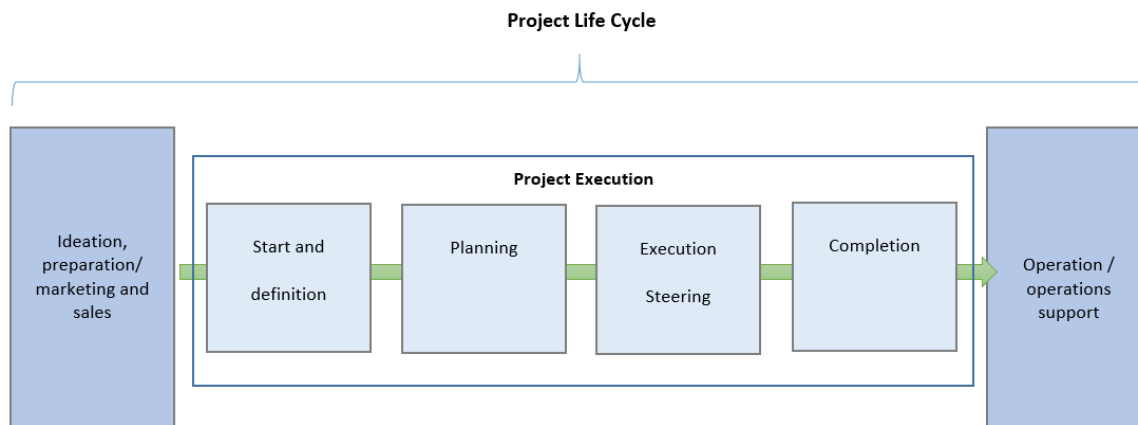 Project Life Cycle
Ideation,
preparation/
marketing and
sales
Project Execution
Start and
definition
Planning
Execution
Steering
Completion
Operation /
operations
support